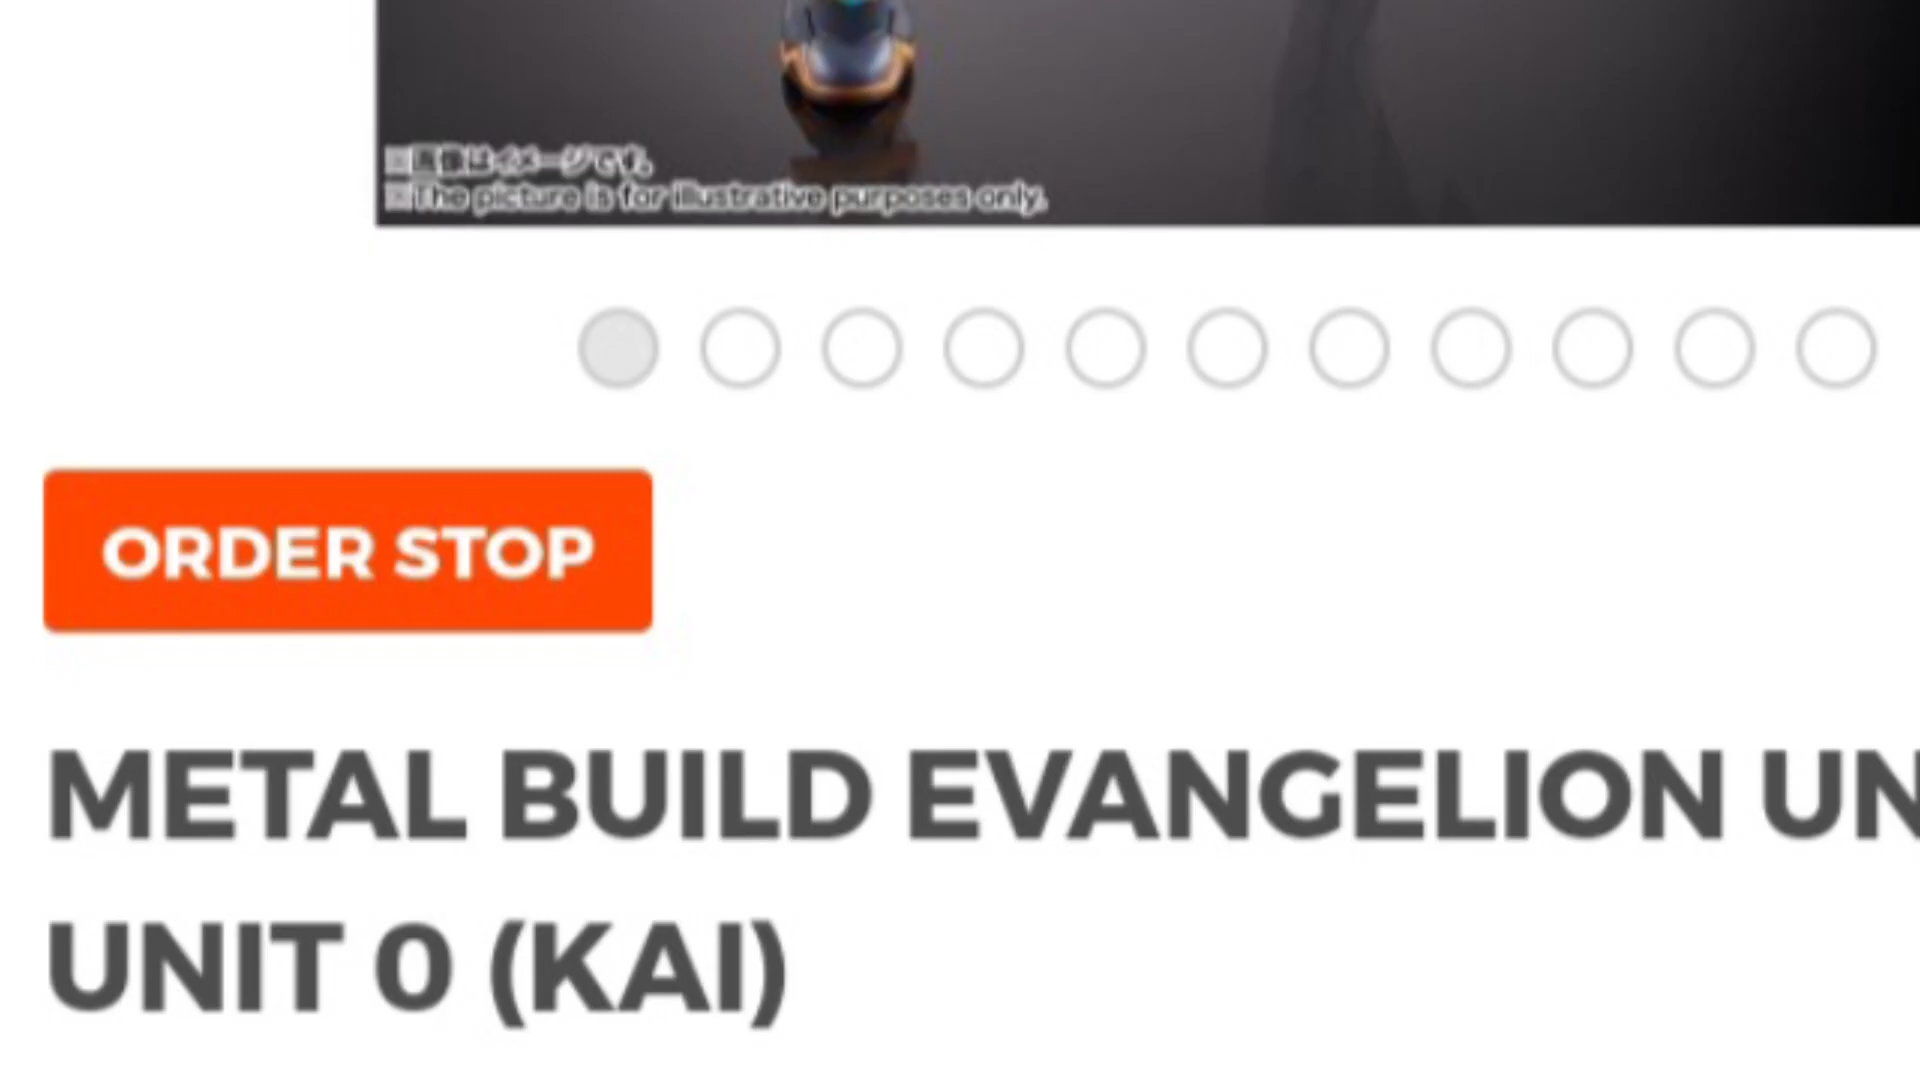 ※画像はイメージです。
※The picture is for illustrative purposes only.
ORDER STOP
METAL BUILD EVANGELION
UNIT 0 (KAI)